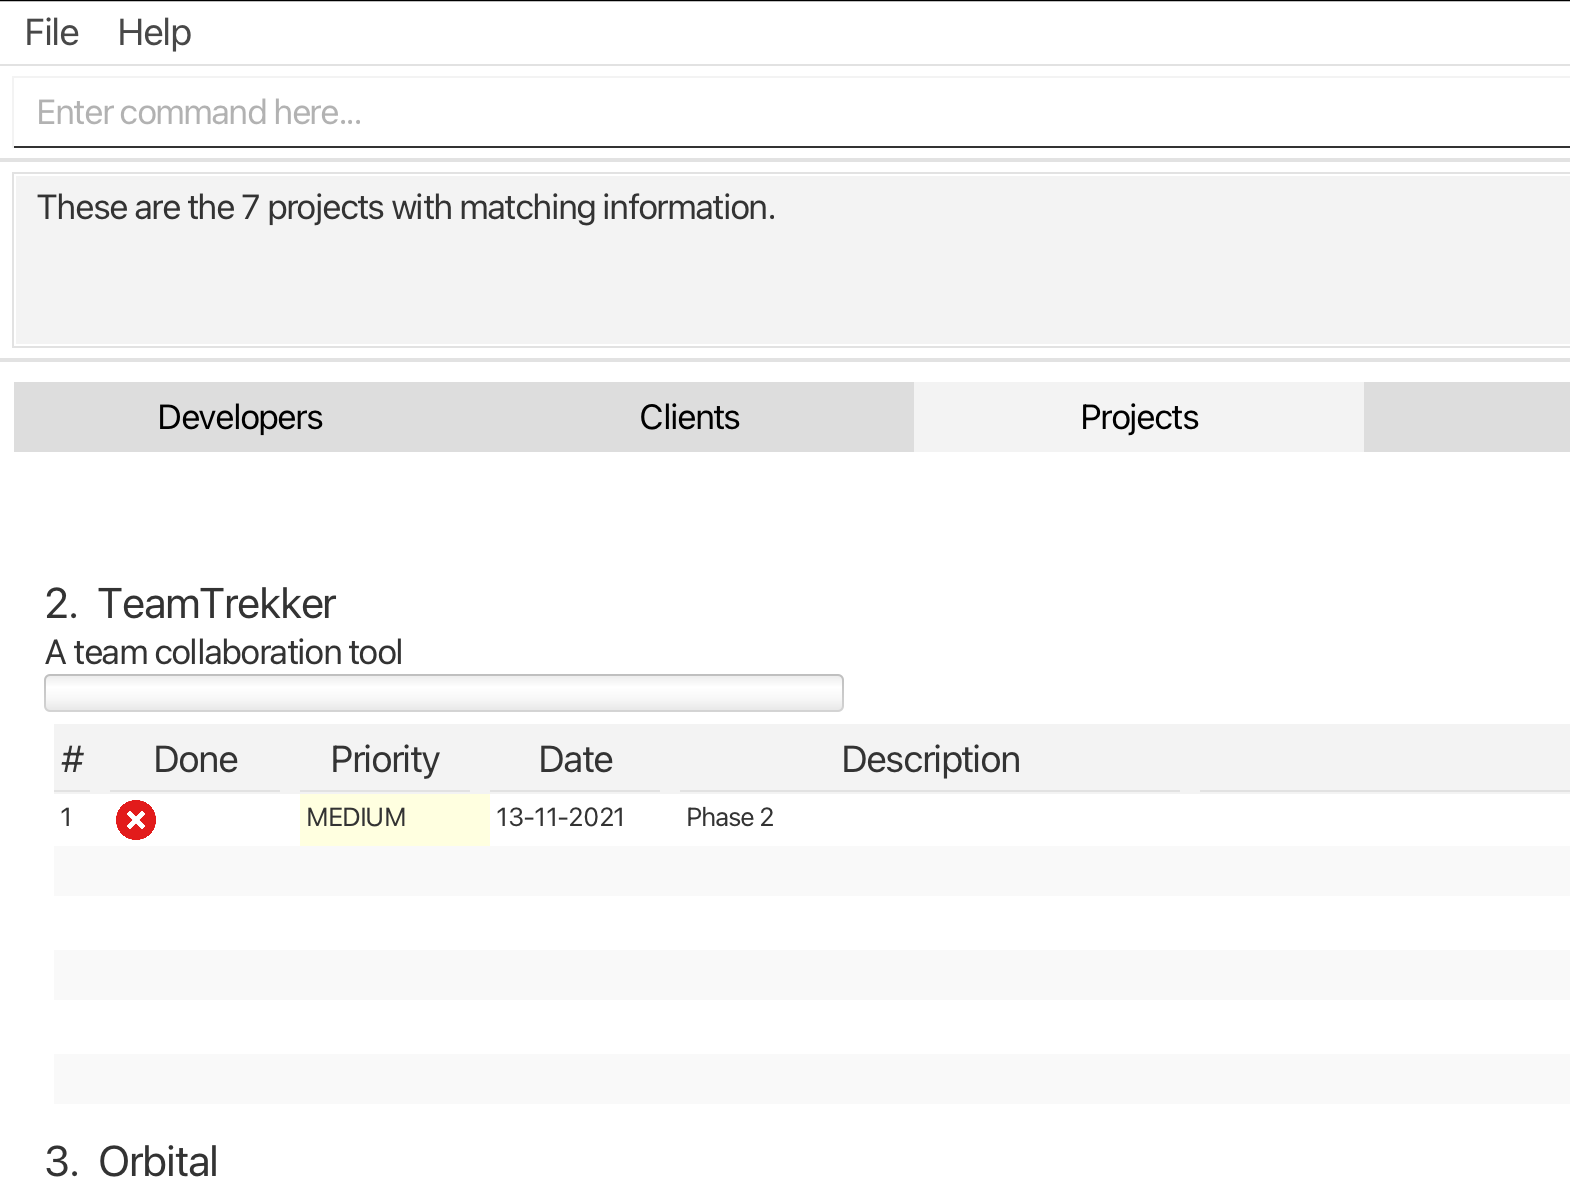 File Help
Enter command here...
These are the 7 projects with matching information.
Developers Clients Projects
2. TeamTrekker
A team collaboration tool
# Done Priority Date Description
1 MEDIUM 13-11-2021 Phase 2
3. Orbital